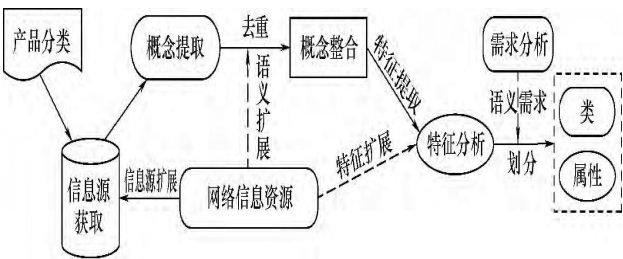 产品分类
概念提取
去重
语义扩展
概念整合
特征提取
需求分析
语义需求
类
信息源
获取
信息源扩展
网络信息资源
特征扩展
特征分析
划分
属性